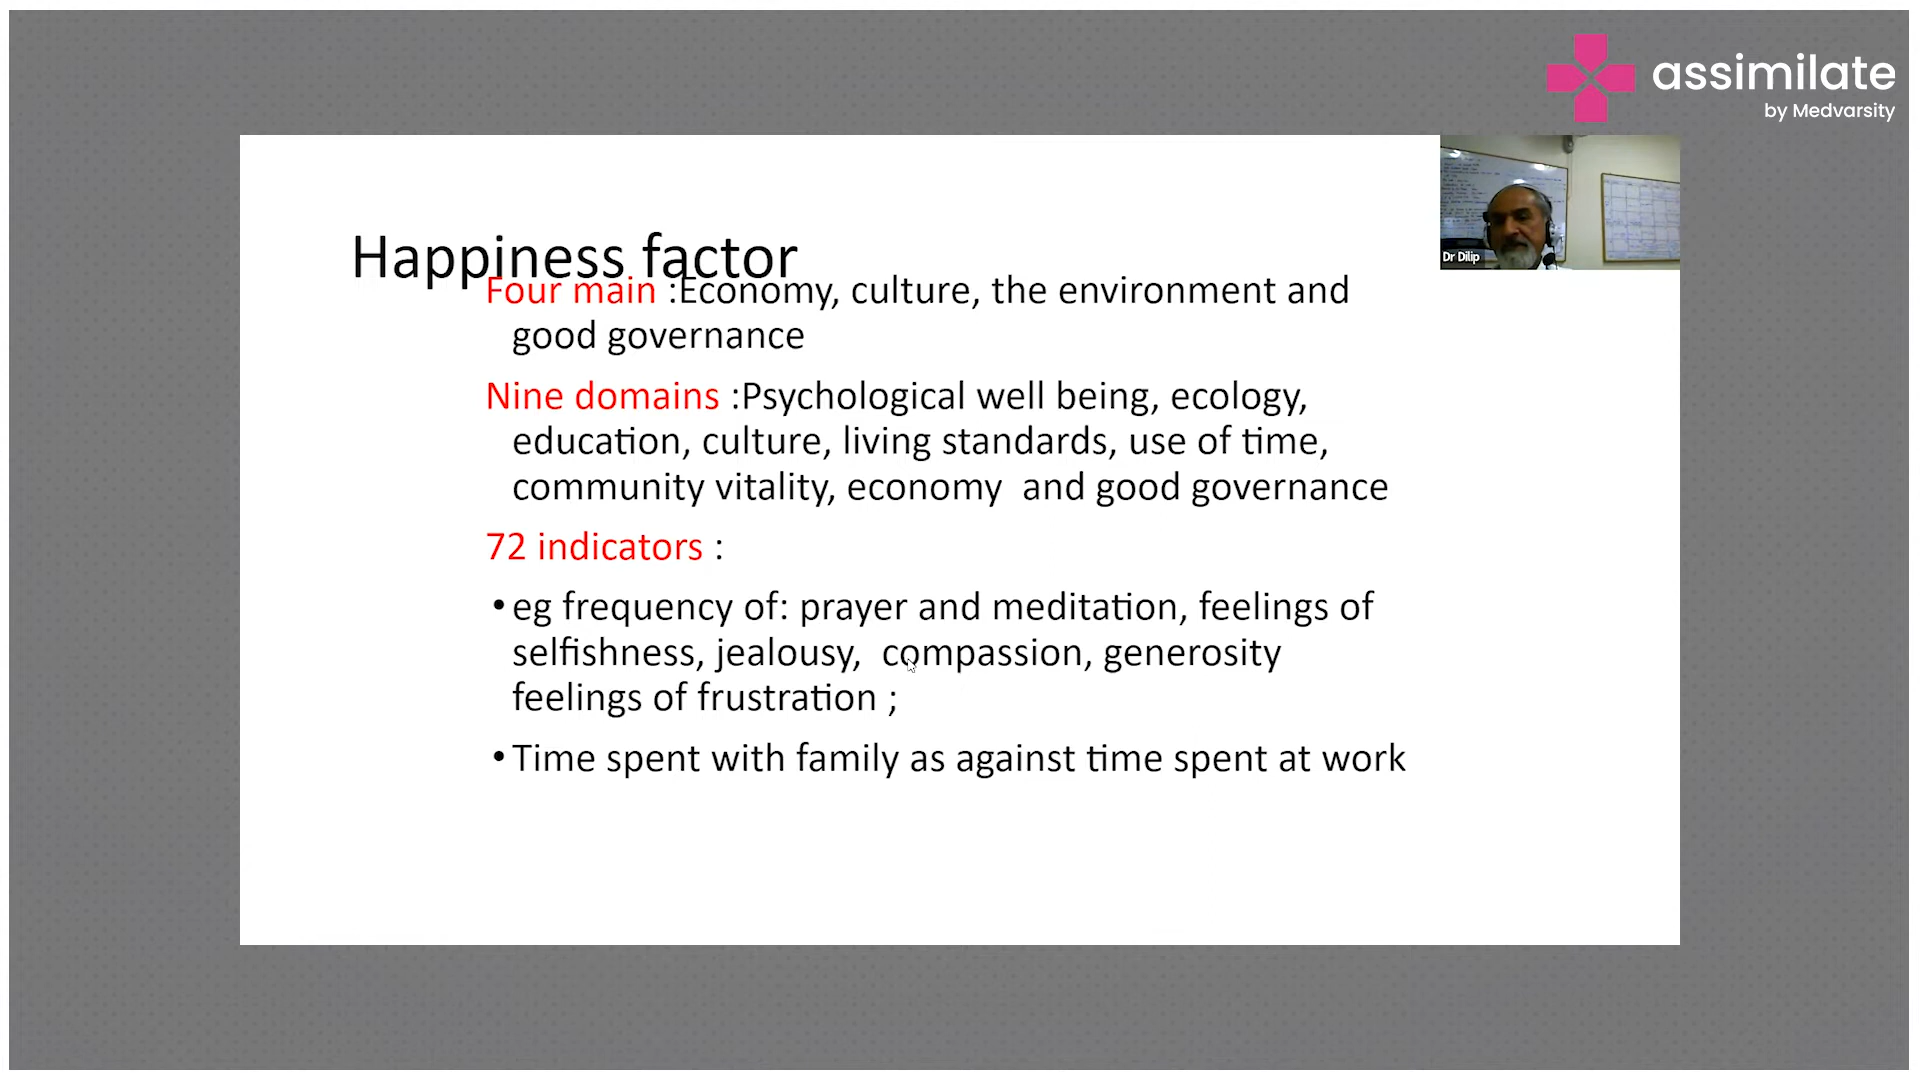 assimilate
by Medvarsity
Dr Dilip
Happiness factor
Four main :Economy, culture, the environment and
good governance
Nine domains :Psychological well being, ecology,
education, culture, living standards, use of time,
community vitality, economy  and good governance
72 indicators :
•eg frequency of: prayer and meditation, feelings of
selfishness, jealousy,  compassion, generosity
feelings of frustration ;
•Time spent with family as against time spent at work